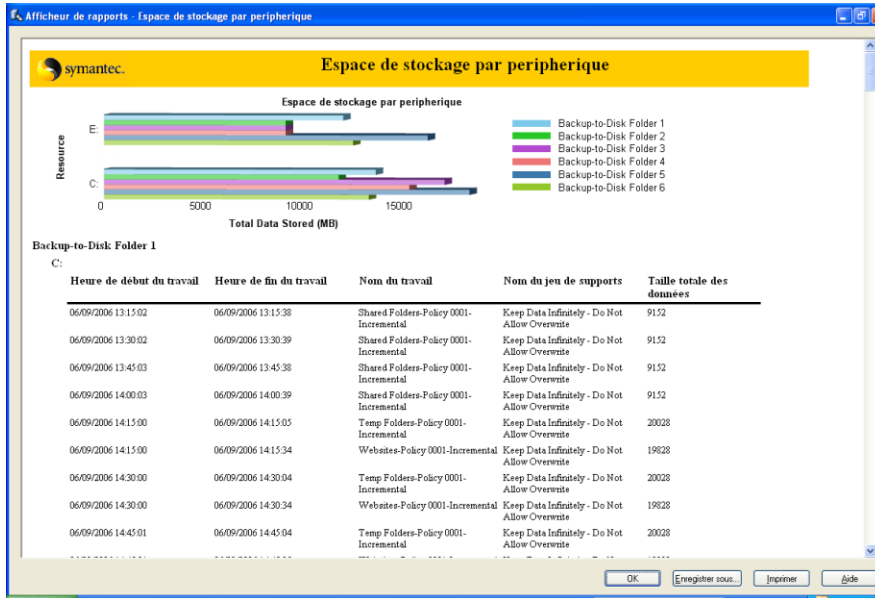 Afficheur de rapports - Espace de stockage par peripherique
symantec.
Espace de stockage par peripherique
Espace de stockage par peripherique
Resource
E:
C:
0 5000 10000 15000
Total Data Stored (MB)
Backup-to-Disk Folder 1
Backup-to-Disk Folder 2
Backup-to-Disk Folder 3
Backup-to-Disk Folder 4
Backup-to-Disk Folder 5
Backup-to-Disk Folder 6
Backup-to-Disk Folder 1
C:
Heure de début du travail Heure de fin du travail Nom du travail Nom du jeu de supports Taille totale des
données
06/09/2006 13:15:02 06/09/2006 13:15:38 Shared Folders-Policy 0001- Keep Data Infinitely - Do Not 9152
Incremental Allow Overwrite
06/09/2006 13:30:02 06/09/2006 13:30:39 Shared Folders-Policy 0001- Keep Data Infinitely - Do Not 9152
Incremental Allow Overwrite
06/09/2006 13:45:03 06/09/2006 13:45:38 Shared Folders-Policy 0001- Keep Data Infinitely - Do Not 9152
Incremental Allow Overwrite
06/09/2006 14:00:03 06/09/2006 14:00:39 Shared Folders-Policy 0001- Keep Data Infinitely - Do Not 9152
Incremental Allow Overwrite
06/09/2006 14:15:00 06/09/2006 14:15:05 Temp Folders-Policy 0001- Keep Data Infinitely - Do Not 20028
Incremental Allow Overwrite
06/09/2006 14:15:00 06/09/2006 14:15:34 Websites-Policy 0001-Incremental Keep Data Infinitely - Do Not 19828
Allow Overwrite
06/09/2006 14:30:00 06/09/2006 14:30:04 Temp Folders-Policy 0001- Keep Data Infinitely - Do Not 20028
Incremental Allow Overwrite
06/09/2006 14:30:00 06/09/2006 14:30:34 Websites-Policy 0001-Incremental Keep Data Infinitely - Do Not 19828
Allow Overwrite
06/09/2006 14:45:01 06/09/2006 14:45:04 Temp Folders-Policy 0001- Keep Data Infinitely - Do Not 20028
Incremental Allow Overwrite
OK Enregistrer sous... Imprimer Aide